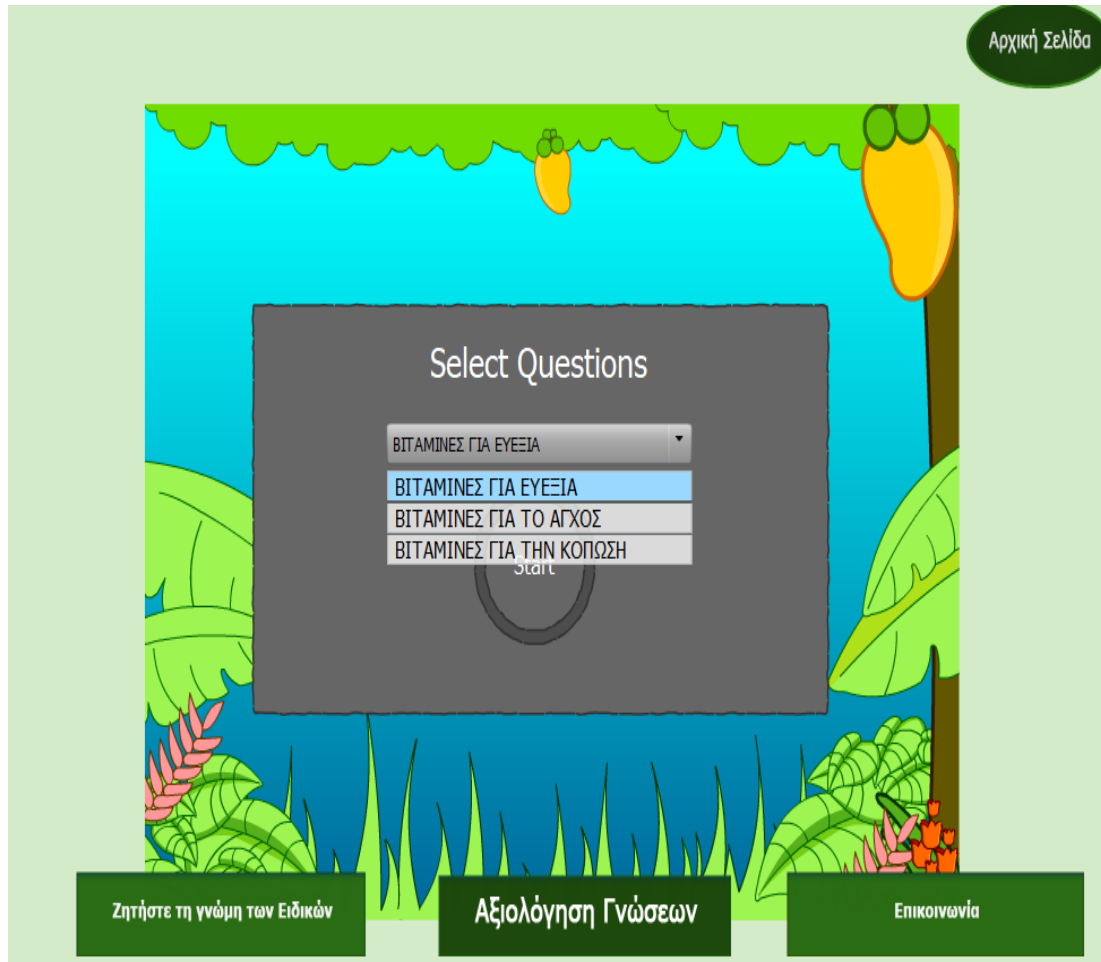 Αρχική Σελίδα
Select Questions
ΒΙΤΑΜΙΝΕΣ ΓΙΑ ΕΥΕΞΙΑ
ΒΙΤΑΜΙΝΕΣ ΓΙΑ ΕΥΕΞΙΑ
ΒΙΤΑΜΙΝΕΣ ΓΙΑ ΤΟ ΑΓΧΟΣ
ΒΙΤΑΜΙΝΕΣ ΓΙΑ ΤΗΝ ΚΟΠΩΣΗ
Start
Ζητήστε τη γνώμη των Ειδικών
Αξιολόγηση Γνώσεων
Επικοινωνία